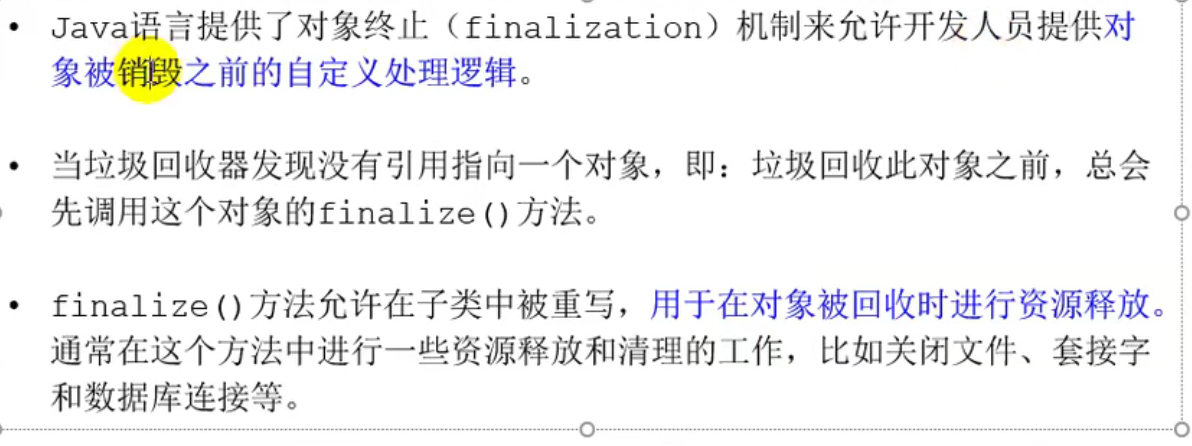 • Java语言提供了对象终止（finalization）机制来允许开发人员提供对
象被销毁之前的自定义处理逻辑。
• 当垃圾回收器发现没有引用指向一个对象，即：垃圾回收此对象之前，总会
先调用这个对象的finalize()方法。
• finalize()方法允许在子类中被重写，用于在对象被回收时进行资源释放。
通常在这个方法中进行一些资源释放和清理的工作，比如关闭文件、套接字
和数据库连接等。